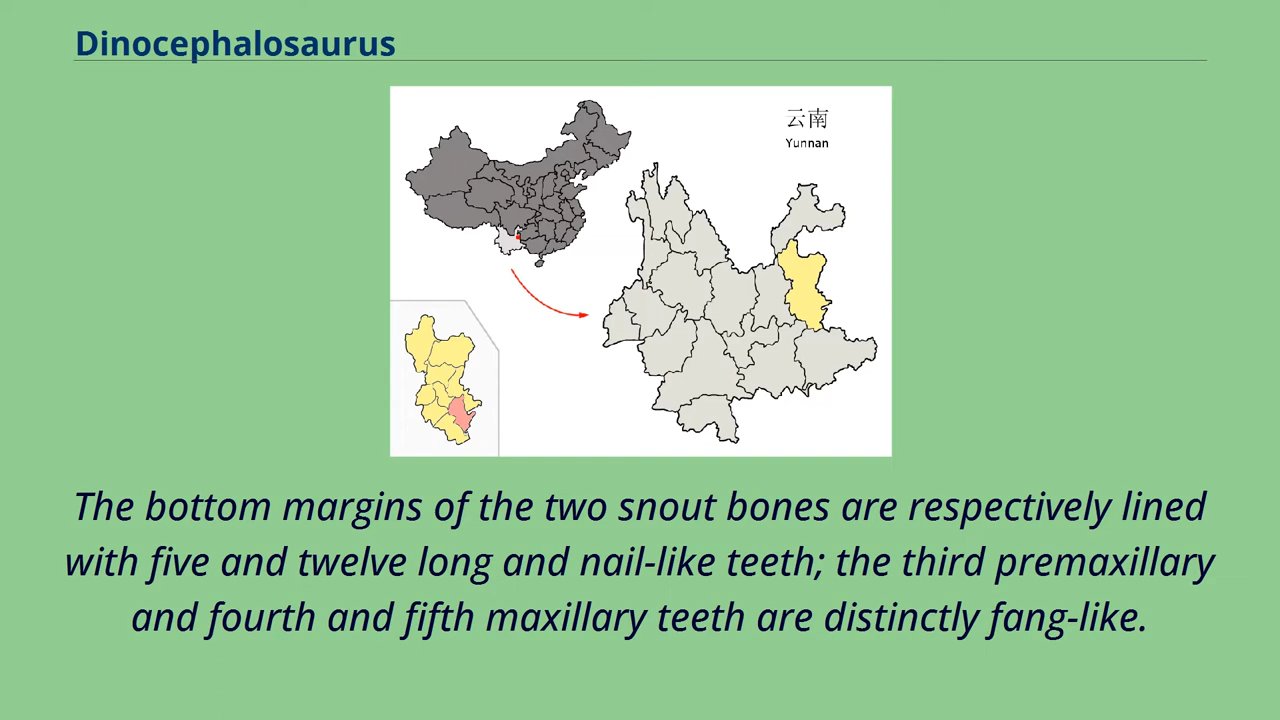 Dinocephalosaurus
云南
Yunnan
The bottom margins of the two snout bones are respectively lined
with five and twelve long and nail-like teeth; the third premaxillary
and fourth and fifth maxillary teeth are distinctly fang-like.